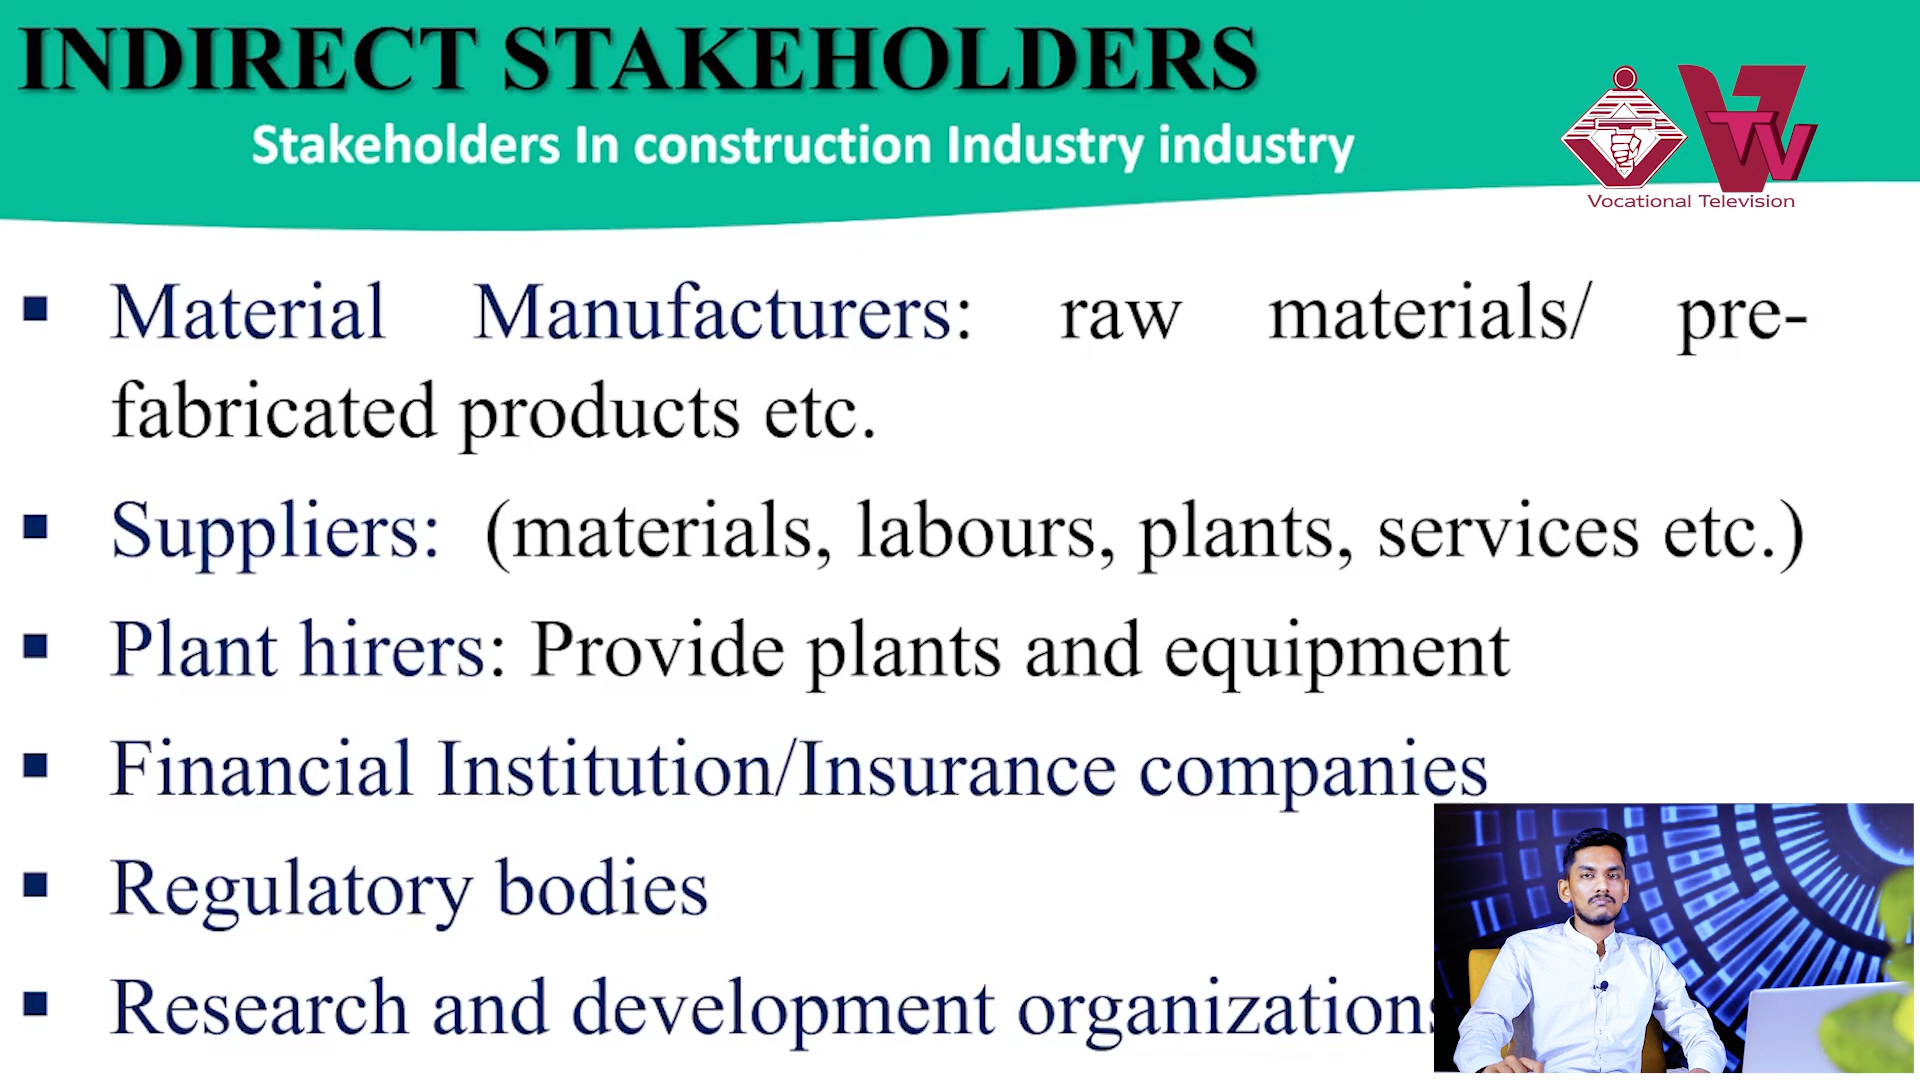 INDIRECT STAKEHOLDERS
Stakeholders In construction Industry industry
VTV
Vocational Television
Material Manufacturers: raw materials/ pre-
fabricated products etc.
Suppliers: (materials, labours, plants, services etc.)
Plant hirers: Provide plants and equipment
Financial Institution/Insurance companies
Regulatory bodies
Research and development organizations